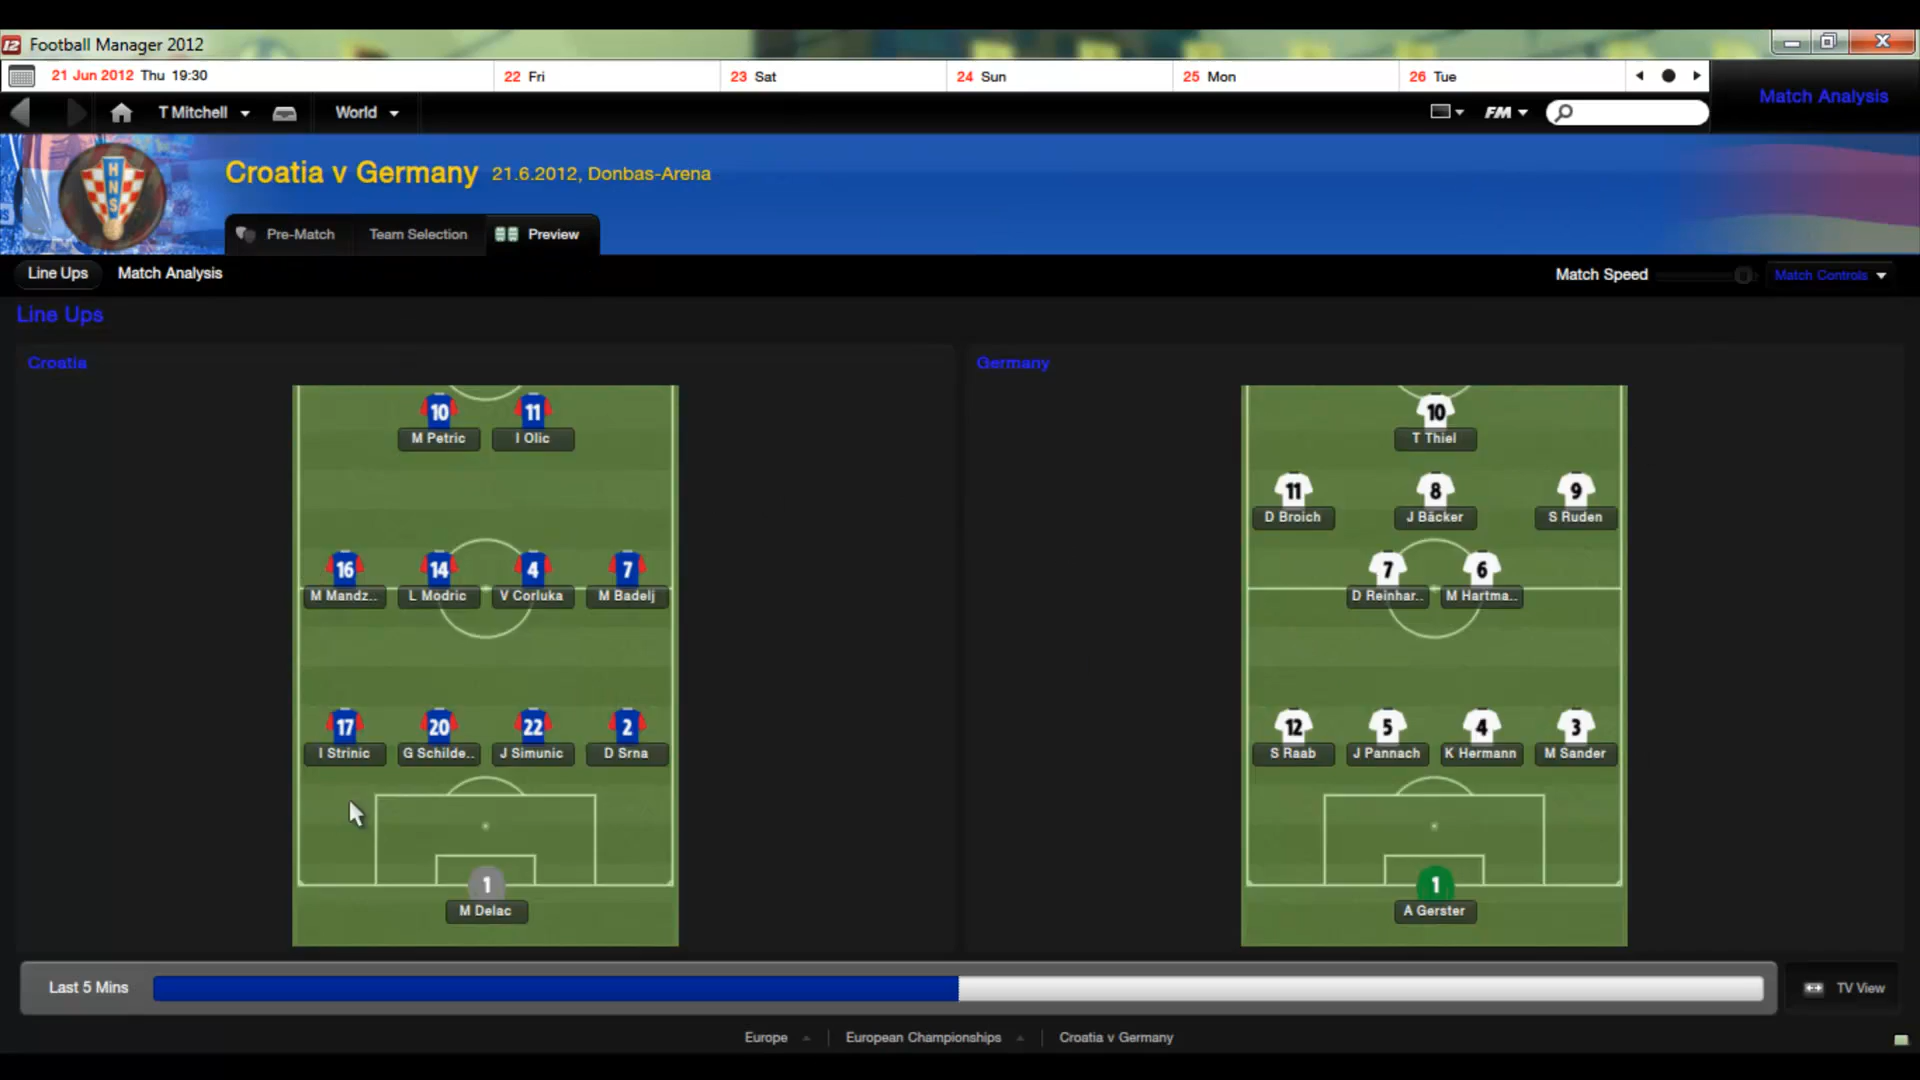 12 Football Manager 2012
21 Jun 2012 Thu 19:30
22 Fri
23 Sat
24 Sun
25 Mon
26 Tue
Match Analysis
T Mitchell
World
FM
HNS
Croatia v Germany 21.6.2012, Donbas-Arena
Pre-Match
Team Selection
Preview
Line Ups
Match Analysis
Match Speed
Match Controls
Line Ups
Croatia
Germany
10 11
M Petric I Olic
16 14 4 7
M Mandz.. L Modric V Corluka M Badelj
17 20 22 2
I Strinic G Schilde.. J Simunic D Srna
1
M Delac
10
T Thiel
11 8 9
D Broich J Bäcker S Ruden
7 6
D Reinhar.. M Hartma..
12 5 4 3
S Raab J Pannach K Hermann M Sander
1
A Gerster
Last 5 Mins
TV View
Europe
European Championships
Croatia v Germany